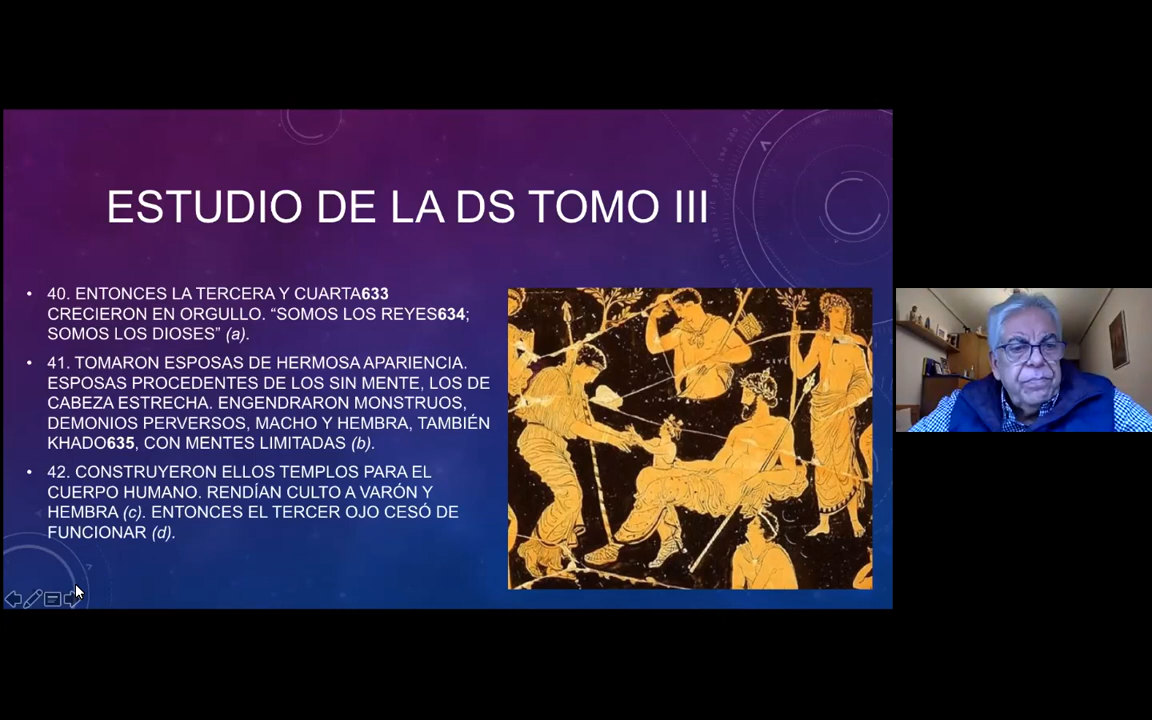 ESTUDIO DE LA DS TOMO III
• 40. ENTONCES LA TERCERA Y CUARTA633
CRECIERON EN ORGULLO. “SOMOS LOS REYES634;
SOMOS LOS DIOSES” (a).
• 41. TOMARON ESPOSAS DE HERMOSA APARIENCIA.
ESPOSAS PROCEDENTES DE LOS SIN MENTE, LOS DE
CABEZA ESTRECHA. ENGENDRARON MONSTRUOS,
DEMONIOS PERVERSOS, MACHO Y HEMBRA, TAMBIÉN
KHADO635, CON MENTES LIMITADAS (b).
• 42. CONSTRUYERON ELLOS TEMPLOS PARA EL
CUERPO HUMANO. RENDÍAN CULTO A VARÓN Y
HEMBRA (c). ENTONCES EL TERCER OJO CESÓ DE
FUNCIONAR (d).